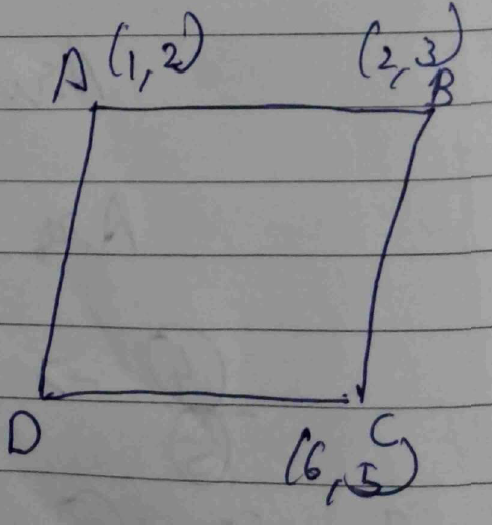 A (1, 2) (2, 3)
B
D C
(6, 5)